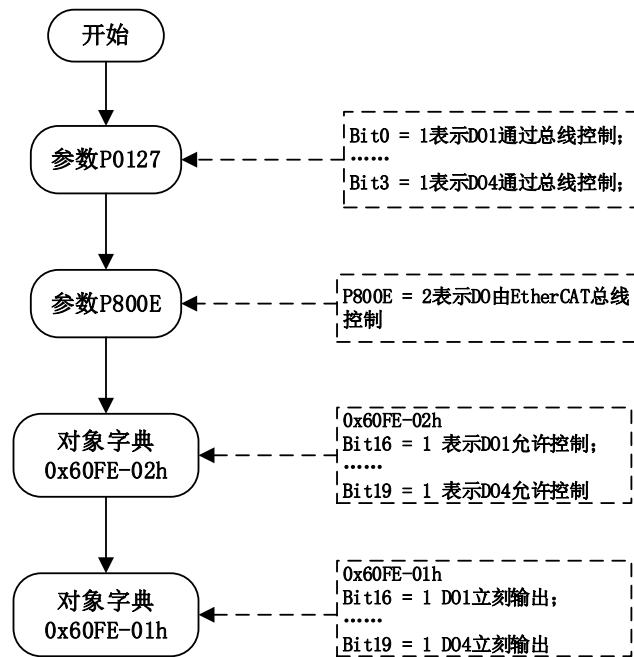 开始
参数P0127
Bit0 = 1表示DO1通过总线控制;
……
Bit3 = 1表示DO4通过总线控制;
参数P800E
P800E = 2表示DO由EtherCAT总线
控制
对象字典
0x60FE-02h
0x60FE-02h
Bit16 = 1 表示DO1允许控制;
……
Bit19 = 1 表示DO4允许控制
对象字典
0x60FE-01h
0x60FE-01h
Bit16 = 1 DO1立刻输出;
……
Bit19 = 1 DO4立刻输出